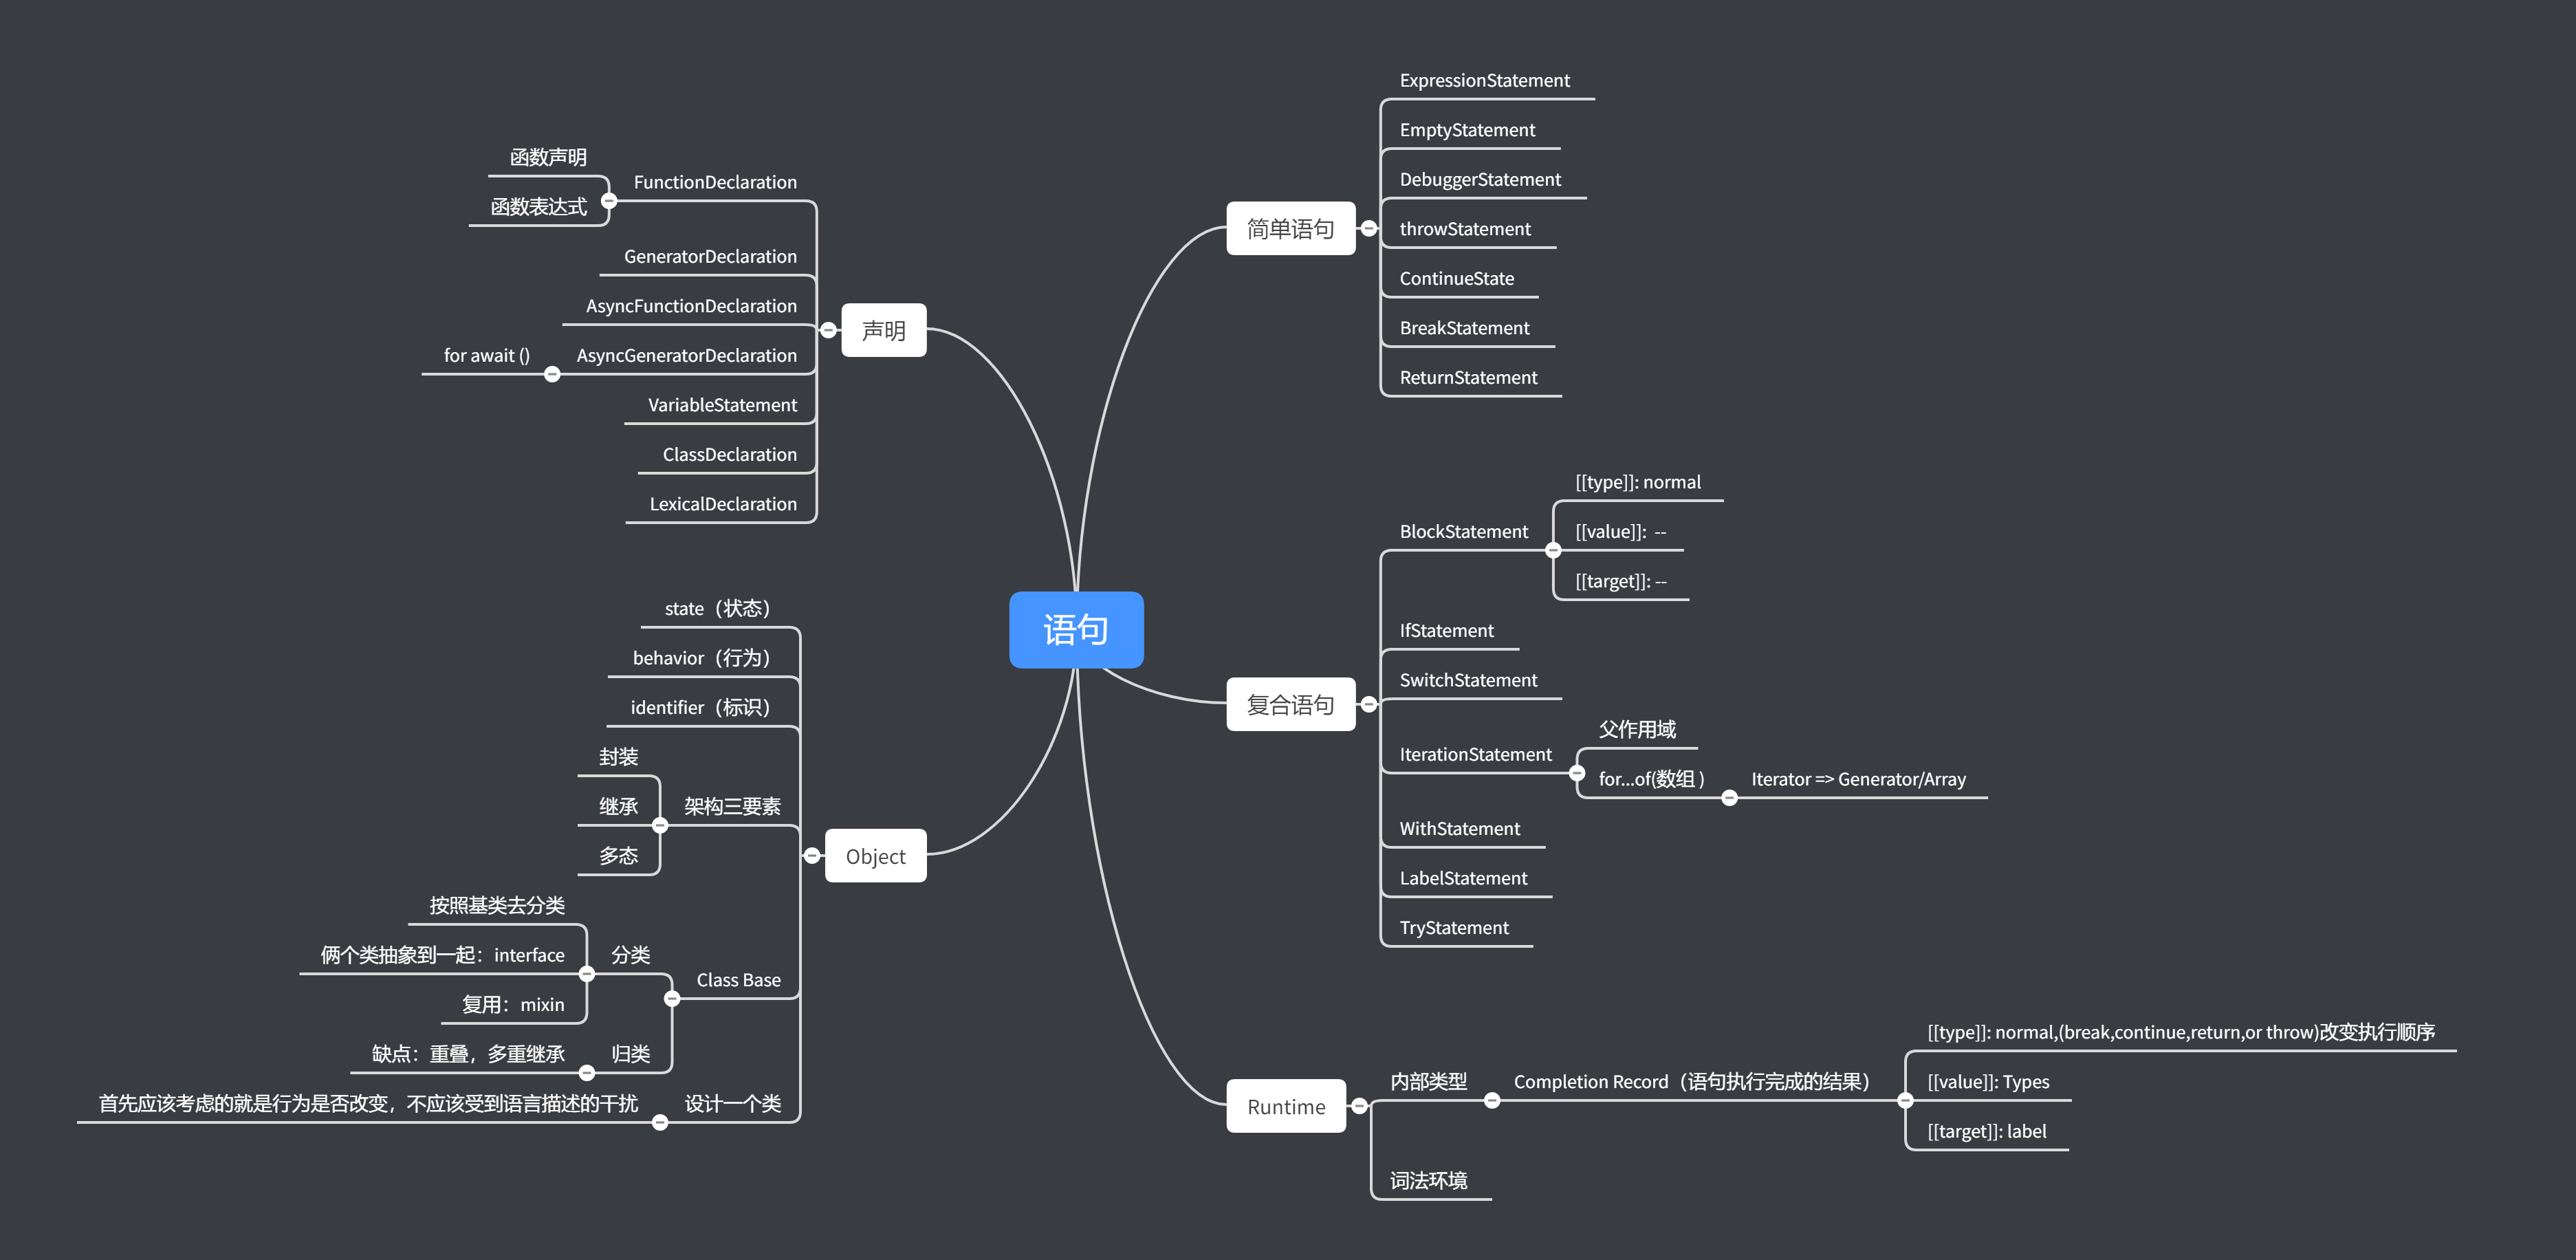 语句
简单语句
ExpressionStatement
EmptyStatement
DebuggerStatement
throwStatement
ContinueState
BreakStatement
ReturnStatement
复合语句
BlockStatement
[[type]]: normal
[[value]]:  --
[[target]]: --
IfStatement
SwitchStatement
IterationStatement
父作用域
for...of(数组 )
Iterator => Generator/Array
WithStatement
LabelStatement
TryStatement
Runtime
内部类型
Completion Record（语句执行完成的结果）
[[type]]: normal,(break,continue,return,or throw)改变执行顺序
[[value]]: Types
[[target]]: label
词法环境
声明
FunctionDeclaration
函数声明
函数表达式
GeneratorDeclaration
AsyncFunctionDeclaration
AsyncGeneratorDeclaration
for await ()
VariableStatement
ClassDeclaration
LexicalDeclaration
Object
state（状态）
behavior（行为）
identifier（标识）
架构三要素
封装
继承
多态
Class Base
分类
按照基类去分类
俩个类抽象到一起：interface
复用：mixin
归类
缺点：重叠，多重继承
设计一个类
首先应该考虑的就是行为是否改变，不应该受到语言描述的干扰